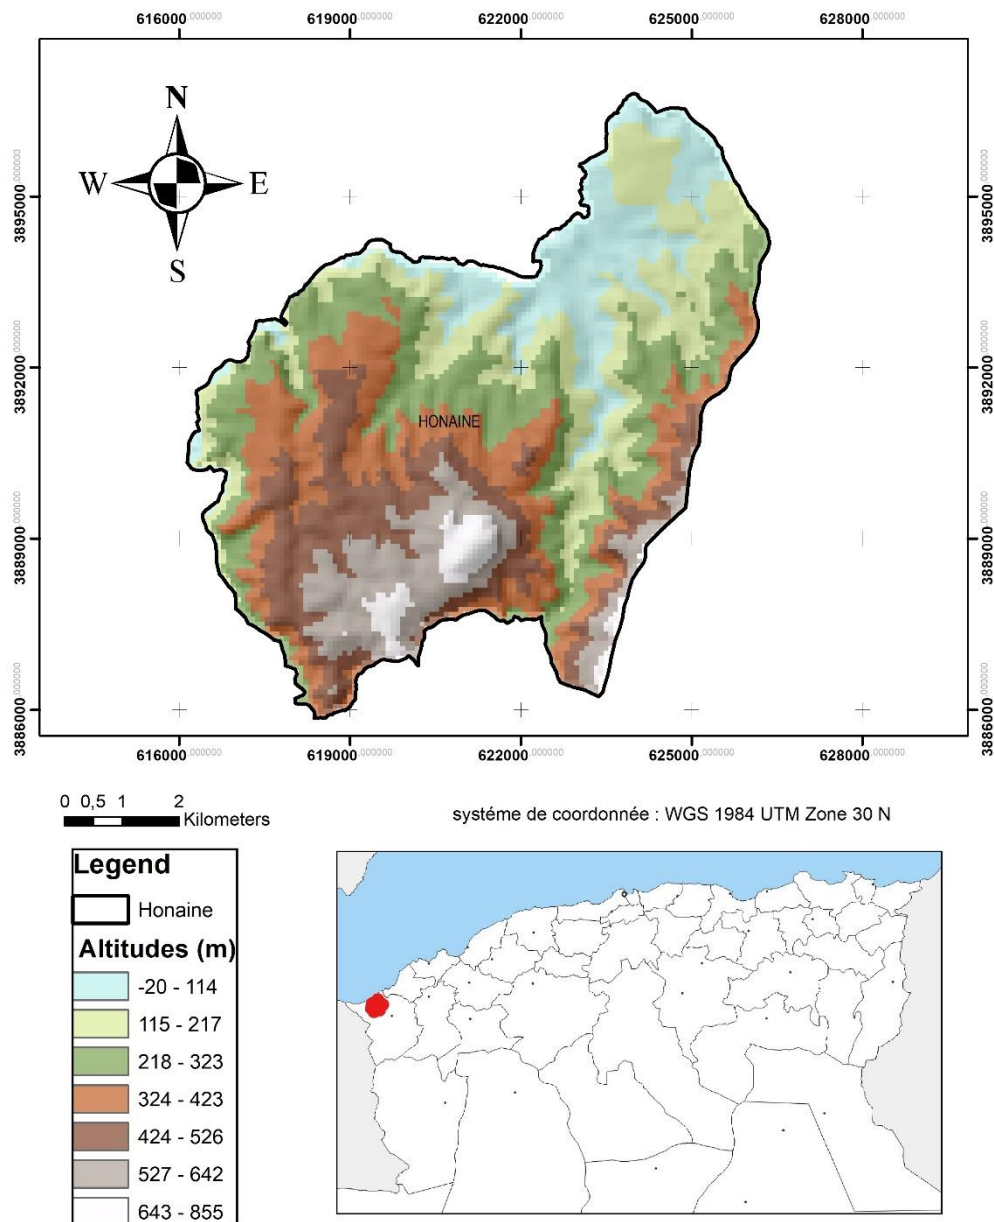 616000.000000 619000.000000 622000.000000 625000.000000 628000.000000
N
W E
S
3895000.000000 3895000.000000
3892000.000000 3892000.000000
HONAINE
3889000.000000 3889000.000000
3886000.000000 3886000.000000
616000.000000 619000.000000 622000.000000 625000.000000 628000.000000
0 0,5 1 2
Kilometers
systéme de coordonnée : WGS 1984 UTM Zone 30 N
Legend
Honaine
Altitudes (m)
-20 - 114
115 - 217
218 - 323
324 - 423
424 - 526
527 - 642
643 - 855